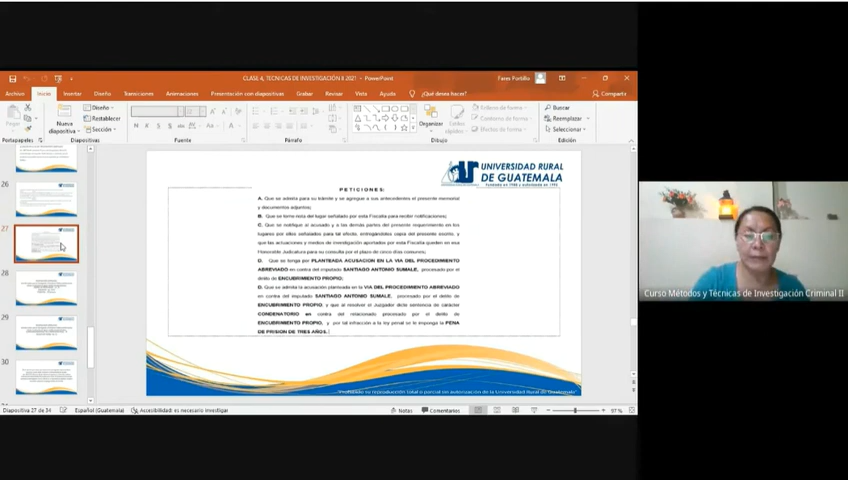 CLASE 4, TECNICAS DE INVESTIGACIÓN II 2021 - PowerPoint
Fares Portillo
Archivo Inicio Insertar Diseño Transiciones Animaciones Presentación con diapositivas Grabar Revisar Vista Ayuda ¿Qué desea hacer? Compartir
Pegar
Nueva
diapositiva
Diseño
Restablecer
Sección
Organizar
Estilos
rápidos
Relleno de forma
Contorno de forma
Efectos de forma
Buscar
Reemplazar
Seleccionar
Portapapeles Diapositivas Fuente Párrafo Dibujo Edición
26
27
28
29
30
UNIVERSIDAD RURAL
DE GUATEMALA
PETICIONES:
A. Que se admita para su trámite y se agregue a sus antecedentes el presente memorial
y documentos adjuntos;
B. Que se tome nota del lugar señalado por esta Fiscalía para recibir notificaciones;
C. Que se notifique al acusado y a las demás partes del presente requerimiento en los
lugares por ellos señalados para tal efecto, entregándoles copia del presente escrito, y
que las actuaciones y medios de investigación aportados por esta Fiscalía queden en esa
Honorable Judicatura para su consulta por el plazo de cinco días comunes;
D. Que se tenga por PLANTEADA ACUSACION EN LA VIA DEL PROCEDIMIENTO
ABREVIADO en contra del imputado SANTIAGO ANTONIO SUMALE, procesado por el
delito de ENCUBRIMIENTO PROPIO;
D. Que se admita la acusación planteada en la VIA DEL PROCEDIMIENTO ABREVIADO
en contra del imputado SANTIAGO ANTONIO SUMALE, procesado por el delito de
ENCUBRIMIENTO PROPIO; y que al resolver el Juzgador dicte sentencia de carácter
CONDENATORIO en contra del relacionado procesado por el delito de
ENCUBRIMIENTO PROPIO, y por tal infracción a la ley penal se le imponga la PENA
DE PRISION DE TRES AÑOS.
Prohibida su reproducción total o parcial sin autorización de la Universidad Rural de Guatemala
Diapositiva 27 de 34 Español (Guatemala) Accesibilidad: es necesario investigar Notas Comentarios 97 %
Curso Métodos y Técnicas de Investigación Criminal II